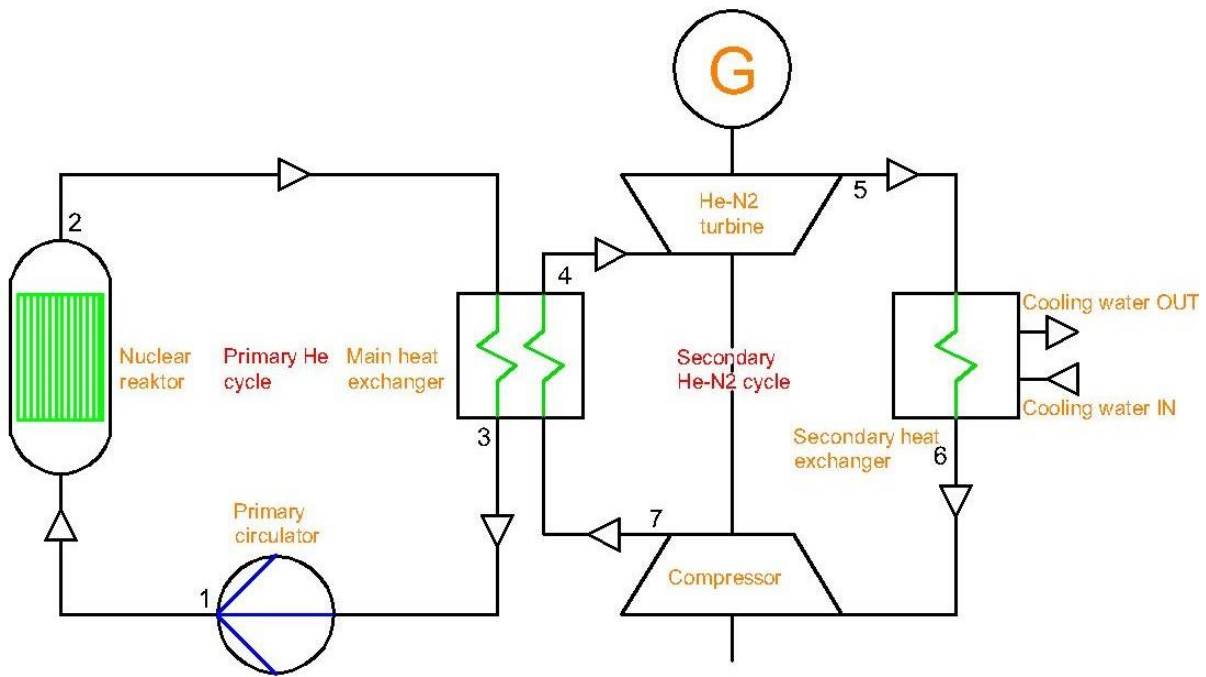 G
2
5
He-N2
turbine
4
Cooling water OUT
Nuclear
reaktor
Primary He
cycle
Main heat
exchanger
Secondary
He-N2 cycle
Cooling water IN
3
Secondary heat
exchanger
6
Primary
circulator
7
Compressor
1